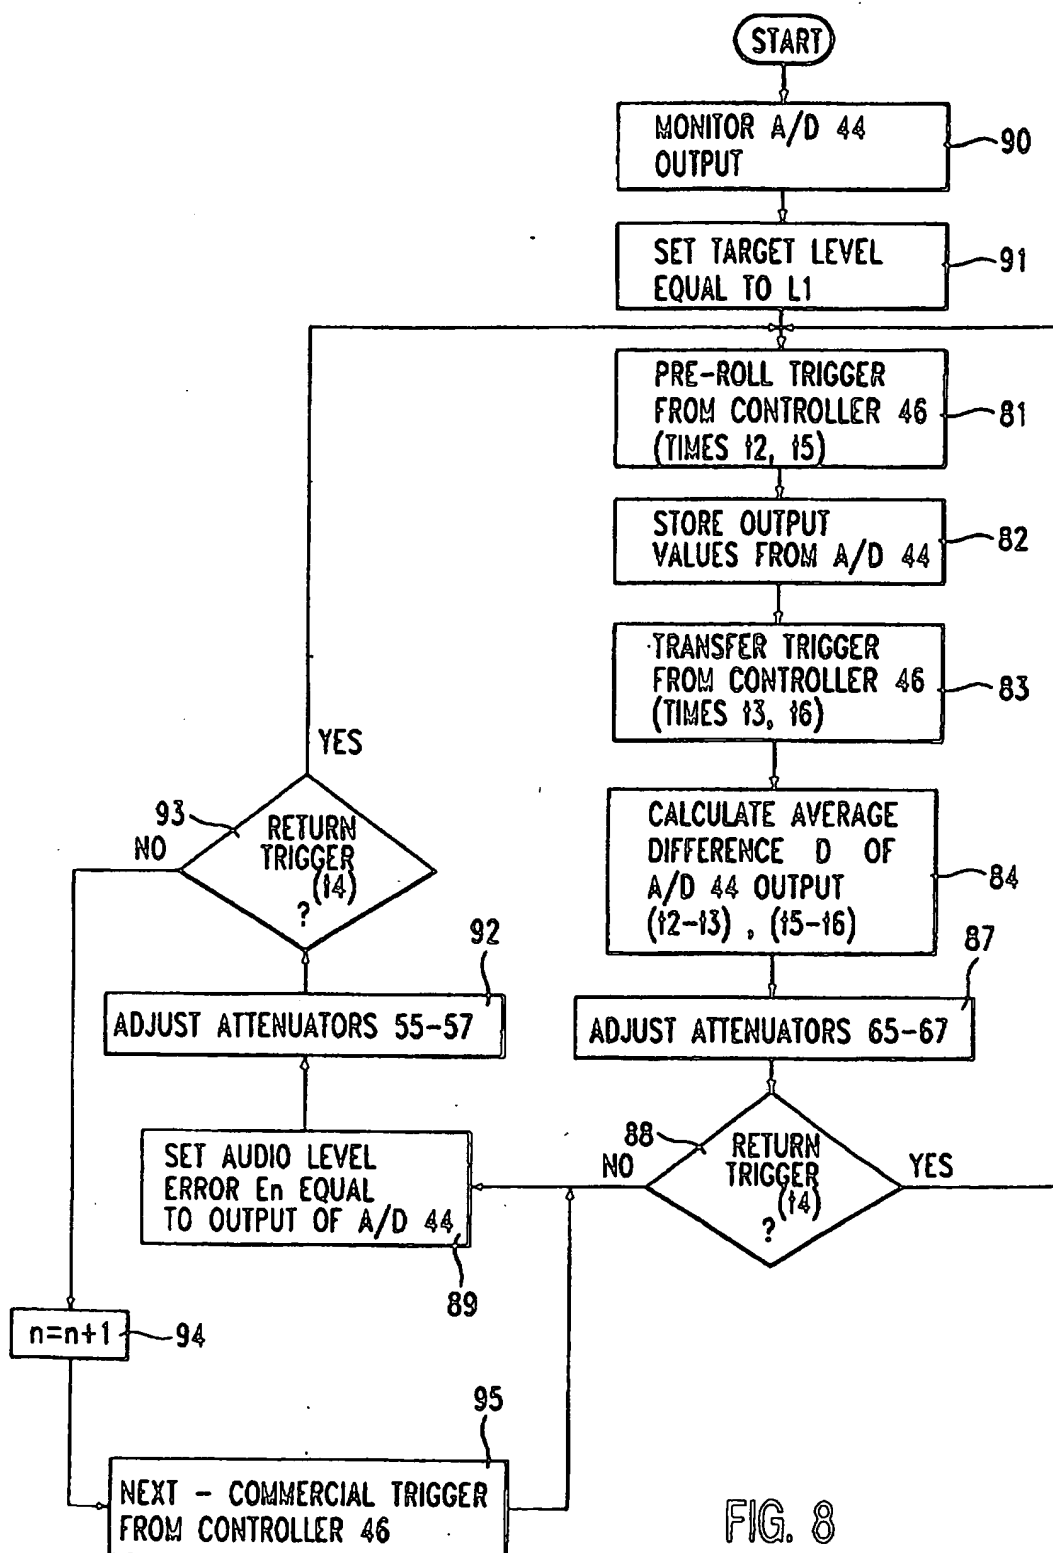 START
MONITOR A/D 44
OUTPUT
90
SET TARGET LEVEL
EQUAL TO L1
91
PRE-ROLL TRIGGER
FROM CONTROLLER 46
(TIMES t2, t5)
81
STORE OUTPUT
VALUES FROM A/D 44
82
TRANSFER TRIGGER
FROM CONTROLLER 46
(TIMES t3, t6)
83
CALCULATE AVERAGE
DIFFERENCE D OF
A/D 44 OUTPUT
(t2-t3) , (t5-t6)
84
87
ADJUST ATTENUATORS 65-67
88
RETURN
TRIGGER
(t4)
?
NO
YES
SET AUDIO LEVEL
ERROR En EQUAL
TO OUTPUT OF A/D 44
89
92
ADJUST ATTENUATORS 55-57
93
RETURN
TRIGGER
(t4)
?
YES
NO
n=n+1
94
95
NEXT - COMMERCIAL TRIGGER
FROM CONTROLLER 46
FIG. 8